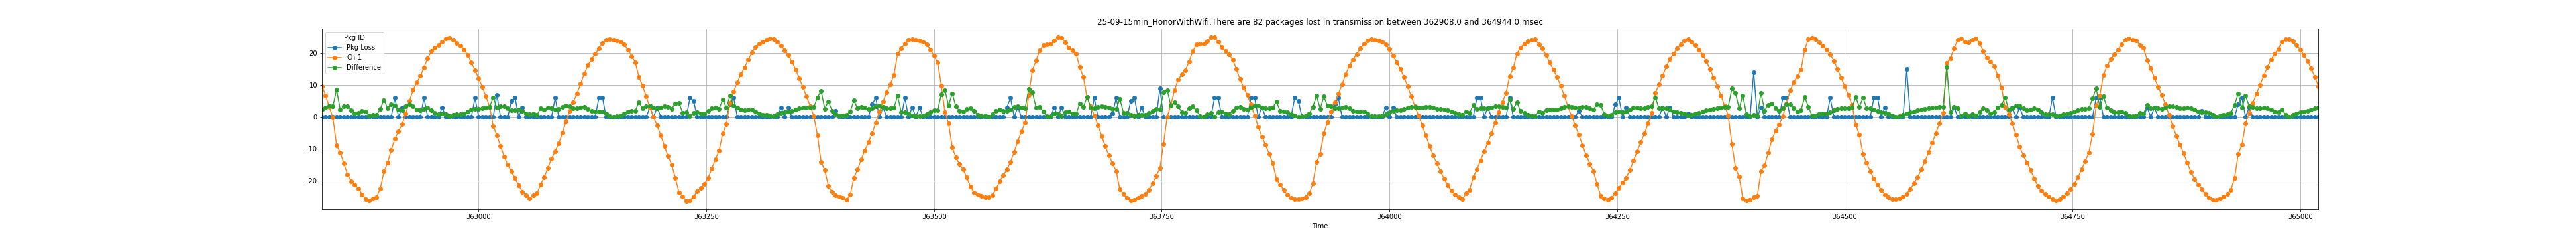 25-09-15min_HonorWithWifi:There are 82 packages lost in transmission between 362908.0 and 364944.0 msec
Pkg ID
Pkg Loss
Ch-1
Difference
20
10
0
−10
−20
363000 363250 363500 363750 364000 364250 364500 364750 365000
Time